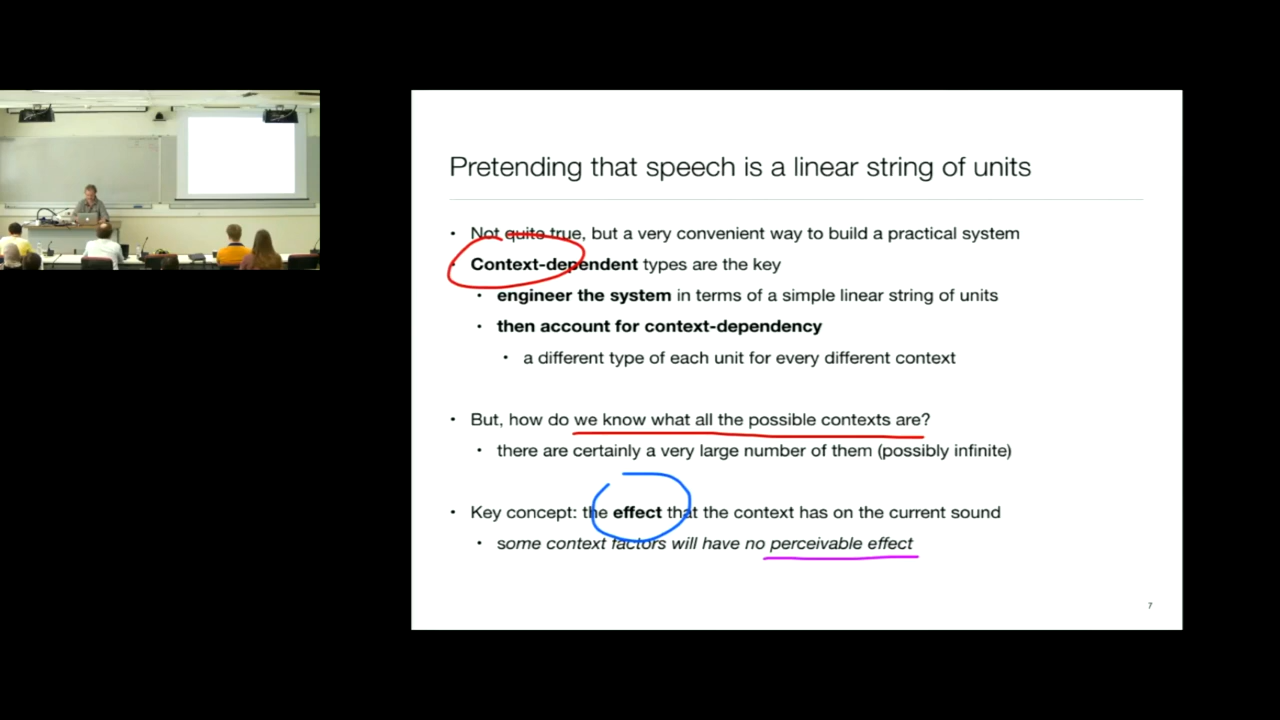 Pretending that speech is a linear string of units
• Not quite true, but a very convenient way to build a practical system
• Context-dependent types are the key
• engineer the system in terms of a simple linear string of units
• then account for context-dependency
• a different type of each unit for every different context
• But, how do we know what all the possible contexts are?
• there are certainly a very large number of them (possibly infinite)
• Key concept: the effect that the context has on the current sound
• some context factors will have no perceivable effect
7